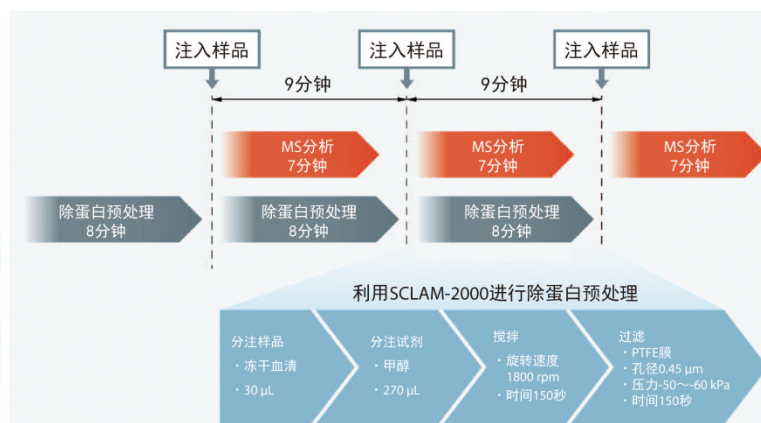 注入样品
注入样品
注入样品
9分钟
9分钟
MS分析
7分钟
MS分析
7分钟
MS分析
7分钟
除蛋白预处理
8分钟
除蛋白预处理
8分钟
除蛋白预处理
8分钟
利用SCLAM-2000进行除蛋白预处理
分注样品
·冻干血清
·30 µL
分注试剂
·甲醇
·270 µL
搅拌
·旋转速度
1800 rpm
·时间150秒
过滤
·PTFE膜
·孔径0.45 µm
·压力-50～-60 kPa
·时间150秒